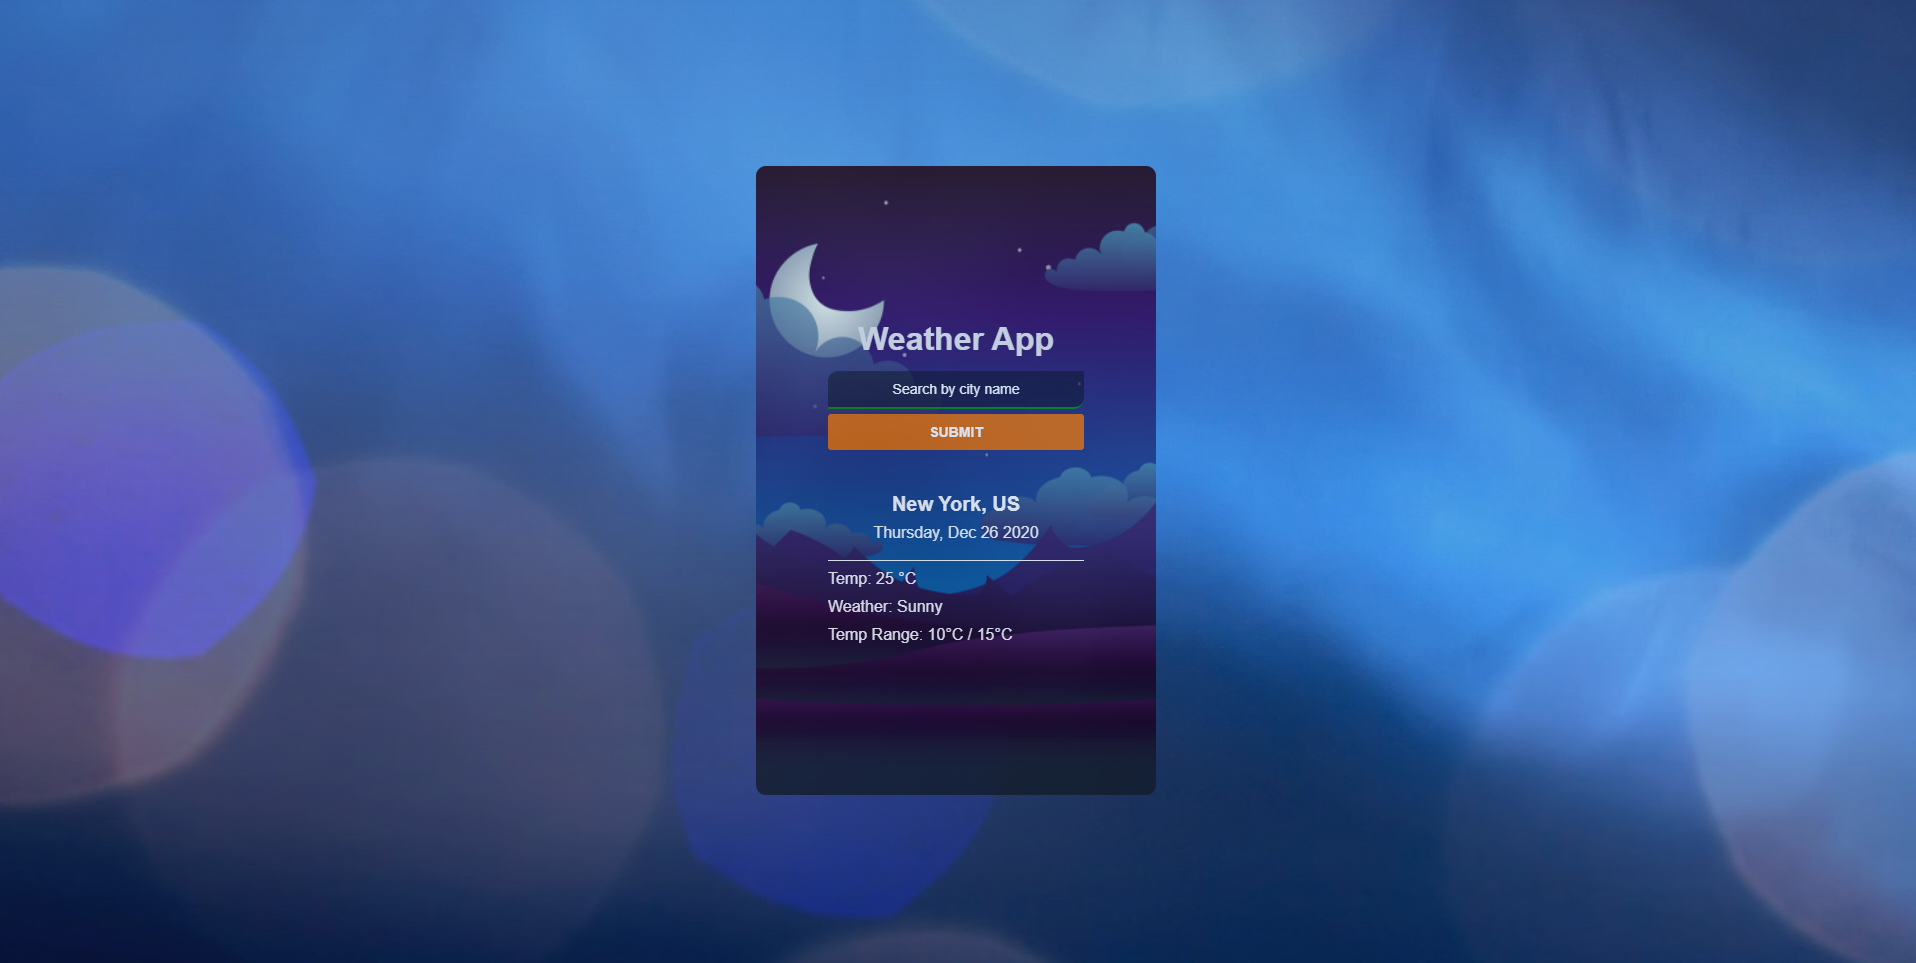 Weather App
Search by city name
SUBMIT
New York, US
Thursday, Dec 26 2020
Temp: 25 °C
Weather: Sunny
Temp Range: 10°C / 15°C